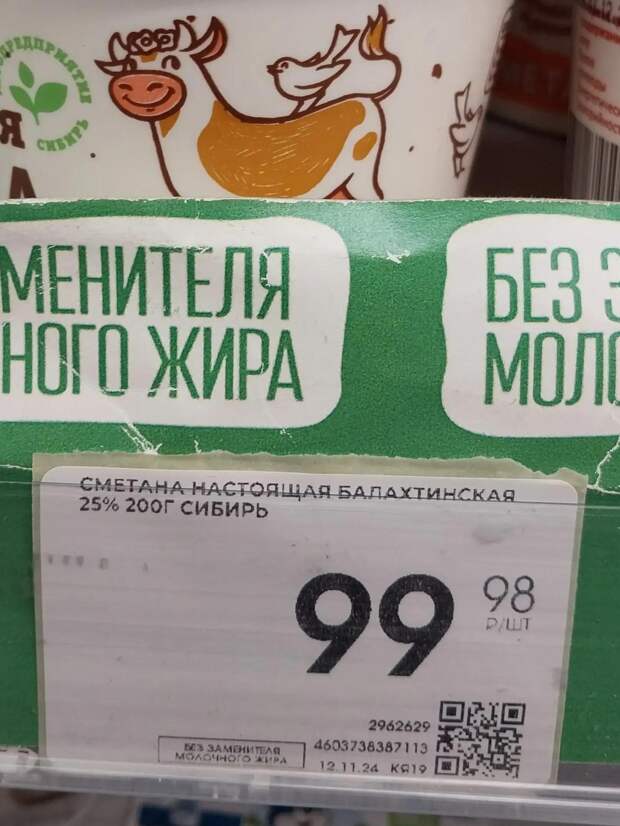 СИБИРЬ
Я
МЕНИТЕЛЯ
НОГО ЖИРА
БЕЗ З
МОЛО
СМЕТАНА НАСТОЯЩАЯ БАЛАХТИНСКАЯ
25% 200Г СИБИРЬ
99 98
₽/ШТ
2962629
4603738387113
12.11.24 КЯ19
БЕЗ ЗАМЕНИТЕЛЯ
МОЛОЧНОГО ЖИРА